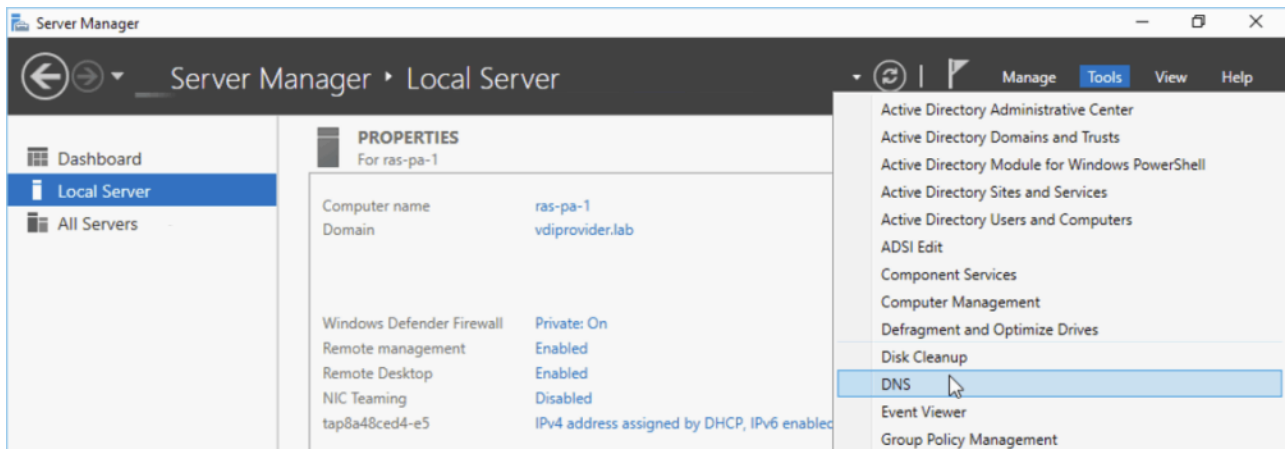 Server Manager
Server Manager • Local Server
Manage Tools View Help
Dashboard
Local Server
All Servers
PROPERTIES
For ras-pa-1
Computer name ras-pa-1
Domain vdiprovider.lab
Windows Defender Firewall Private: On
Remote management Enabled
Remote Desktop Enabled
NIC Teaming Disabled
tap8a48ced4-e5 IPv4 address assigned by DHCP, IPv6 enabled
Active Directory Administrative Center
Active Directory Domains and Trusts
Active Directory Module for Windows PowerShell
Active Directory Sites and Services
Active Directory Users and Computers
ADSI Edit
Component Services
Computer Management
Defragment and Optimize Drives
Disk Cleanup
DNS
Event Viewer
Group Policy Management